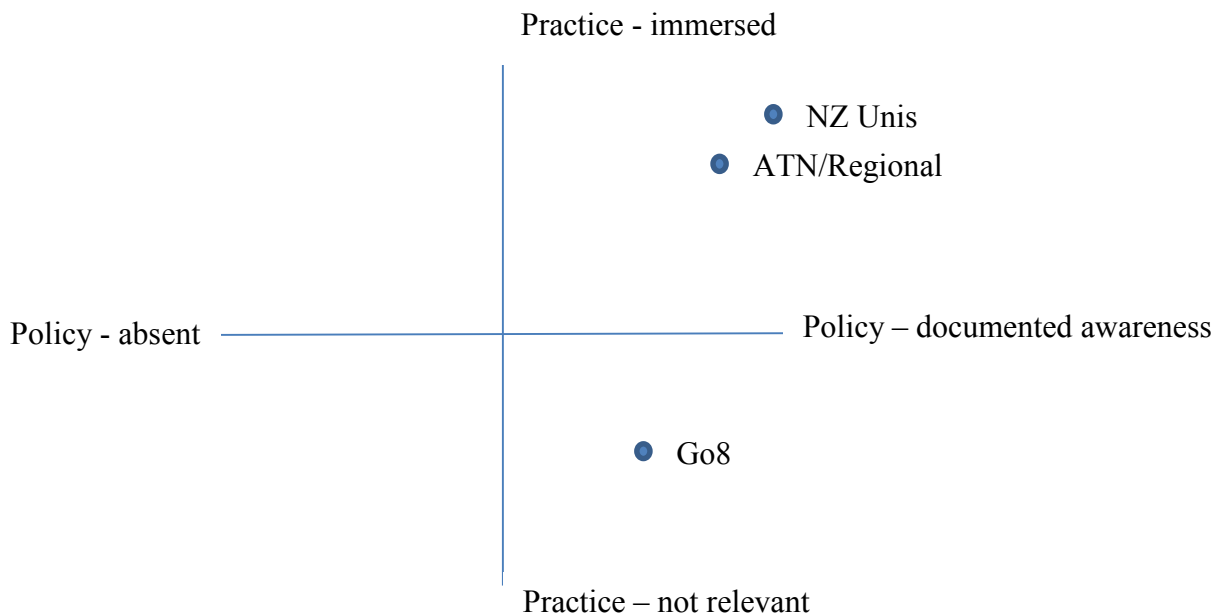 Practice - immersed
NZ Unis
ATN/Regional
Policy - absent
Policy – documented awareness
Go8
Practice – not relevant